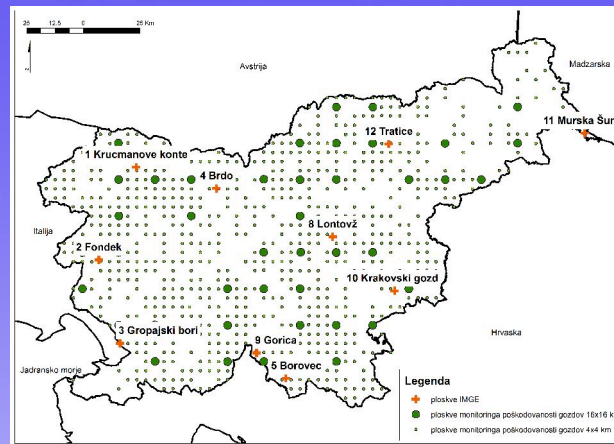 25 12.5 0 25 Km
Avstrija
Madzarska
11 Murska Šu
12 Tratice
1 Krucmanove konte
4 Brdo
Italija
8 Lontovž
2 Fondek
10 Krakovski gozd
3 Gropajski bori
9 Gorica
Hrvaska
5 Borovec
Jadransko morje
Legenda
ploskve IMGE
ploskve monitoringa poškodovanosti gozdov 16x16 k
ploskve monitoringa poškodovanosti gozdov 4x4 km